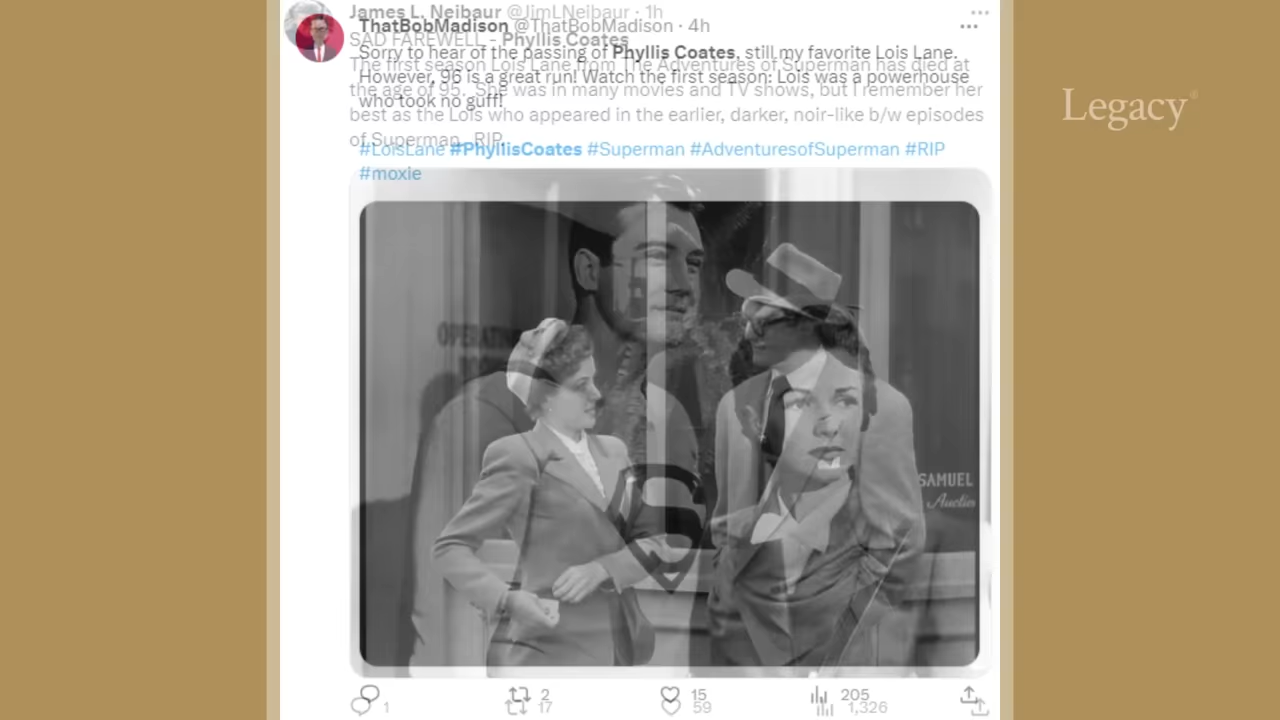 James L. Neibaur @JimLNeibaur · 1h
ThatBobMadison @ThatBobMadison · 4h
SAD FAREWELL - Phyllis Coates
Sorry to hear of the passing of Phyllis Coates, still my favorite Lois Lane.
The first season Lois Lane from The Adventures of Superman has died at
However, 96 is a great run! Watch the first season: Lois was a powerhouse
the age of 95. She was in many movies and TV shows, but I remember her
who took no guff!
best as the Lois who appeared in the earlier, darker, noir-like b/w episodes
of Superman. RIP
#LoisLane #PhyllisCoates #Superman #AdventuresofSuperman #RIP
#moxie
Legacy
SAMUEL
Auction
2
15
205
1
17
59
1,326